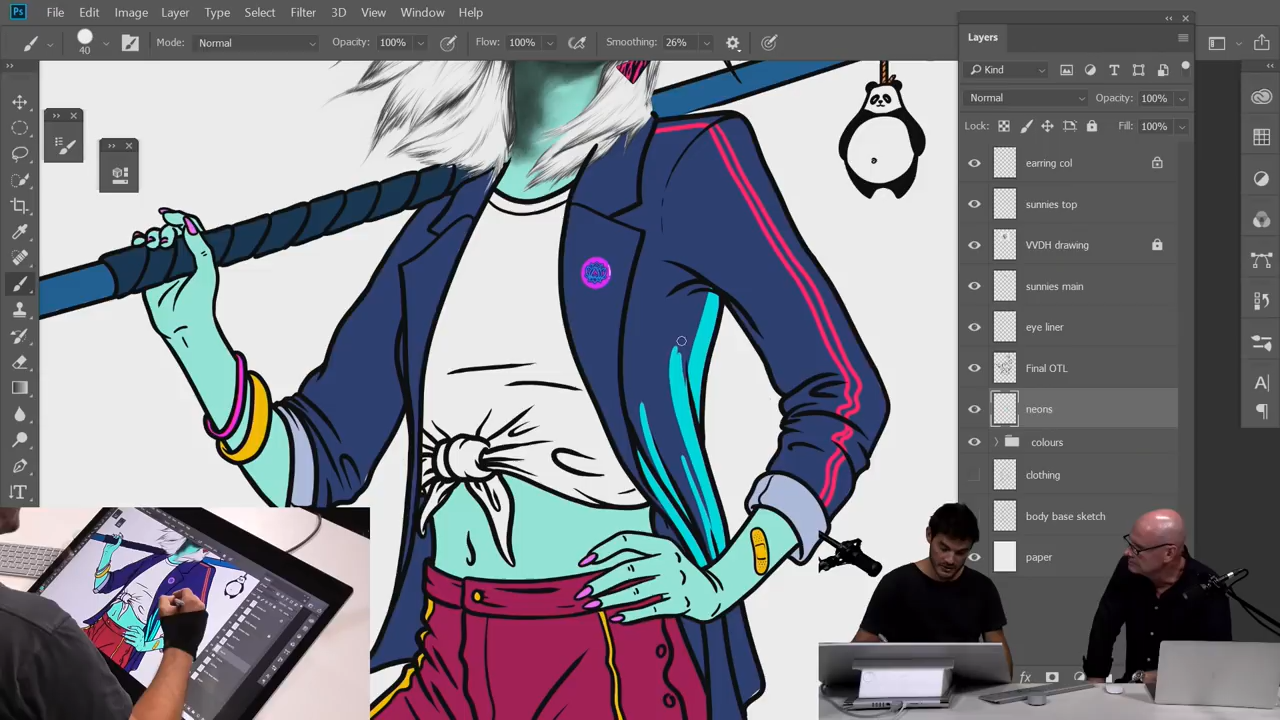 Ps File Edit Image Layer Type Select Filter 3D View Window Help
40 Mode: Normal Opacity: 100% Flow: 100% Smoothing: 26%
Layers
Kind
Normal Opacity: 100%
Lock: Fill: 100%
earring col
sunnies top
VVDH drawing
sunnies main
eye liner
Final OTL
neons
colours
clothing
body base sketch
paper
fx